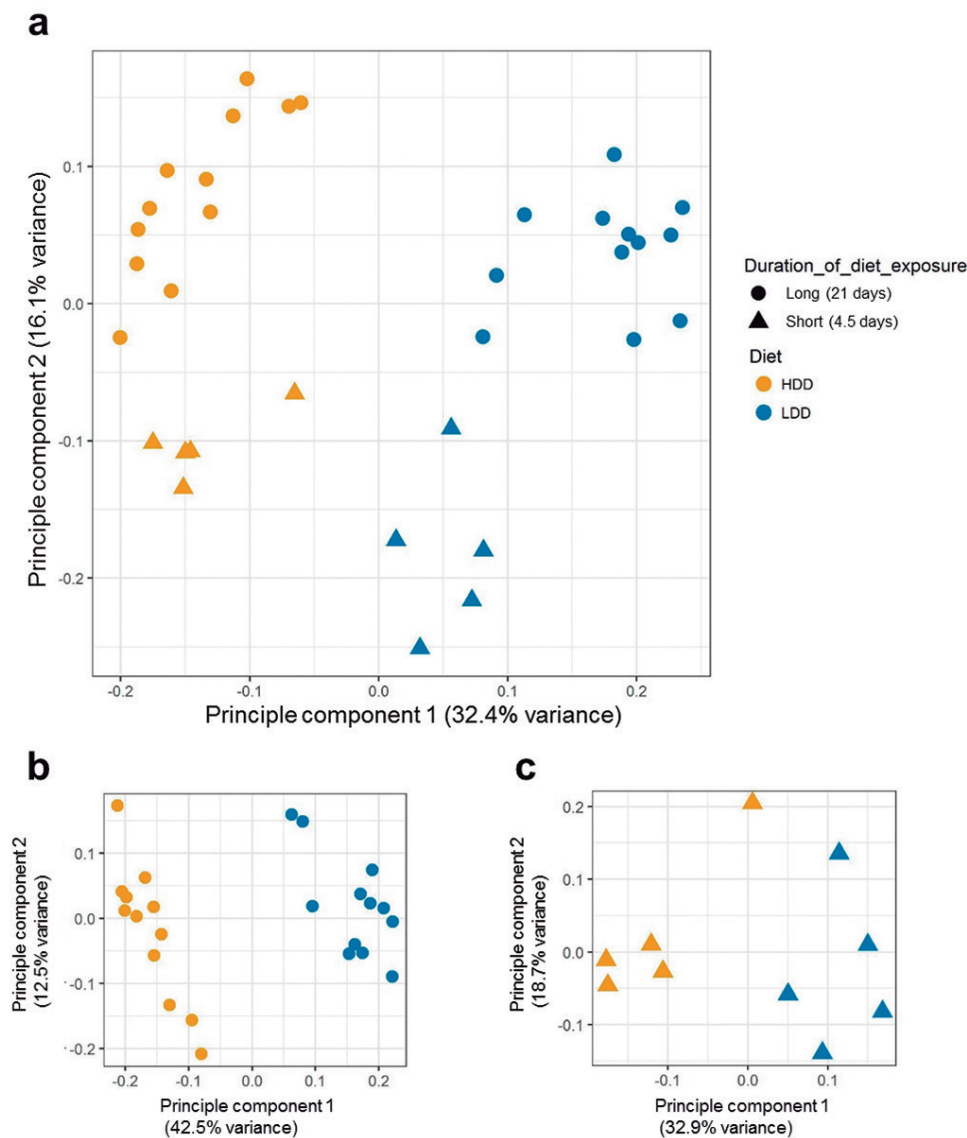 a
Principle component 2 (16.1% variance)
0.1
0.0
-0.1
-0.2
-0.2
-0.1
0.0
0.1
0.2
Principle component 1 (32.4% variance)
Duration_of_diet_exposure
Long (21 days)
Short (4.5 days)
Diet
HDD
LDD
b
Principle component 2
(12.5% variance)
0.1
0.0
-0.1
-0.2
-0.2
-0.1
0.0
0.1
0.2
Principle component 1
(42.5% variance)
c
Principle component 2
(18.7% variance)
0.2
0.1
0.0
-0.1
-0.1
0.0
0.1
Principle component 1
(32.9% variance)